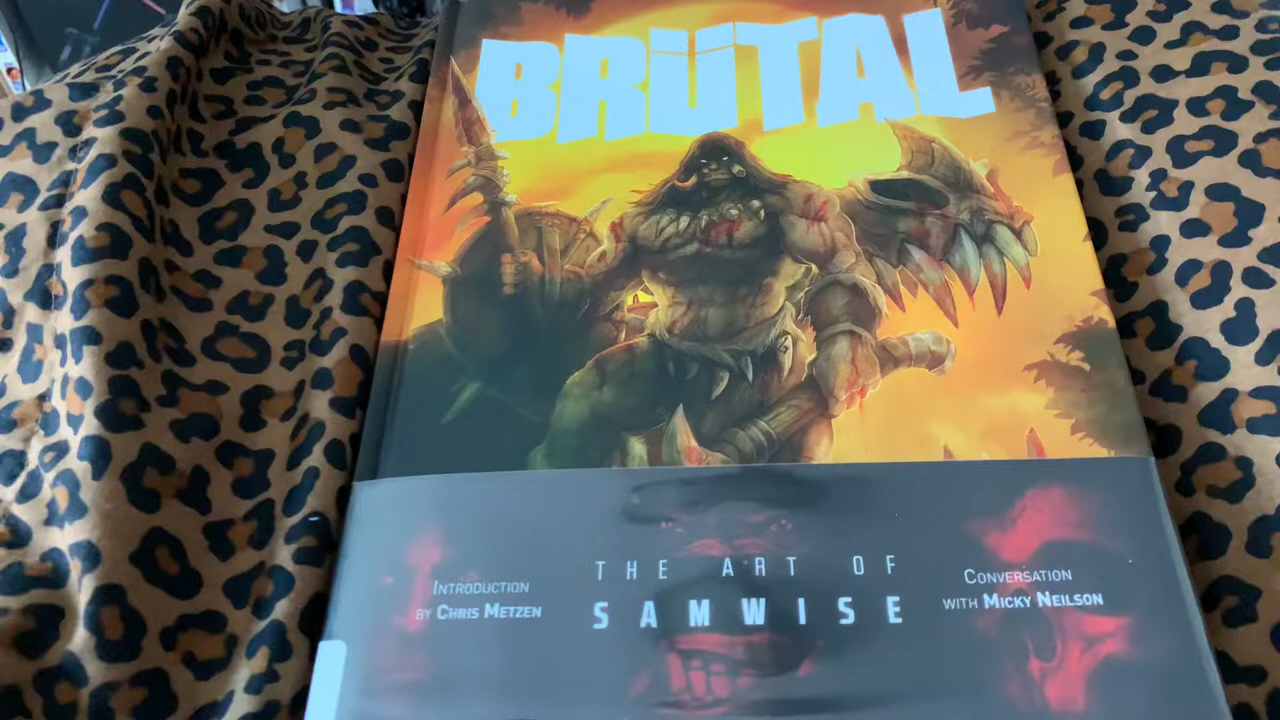 BRÜTAL
THE ART OF
SAMWISE
INTRODUCTION
BY CHRIS METZEN
CONVERSATION
WITH MICKY NEILSON